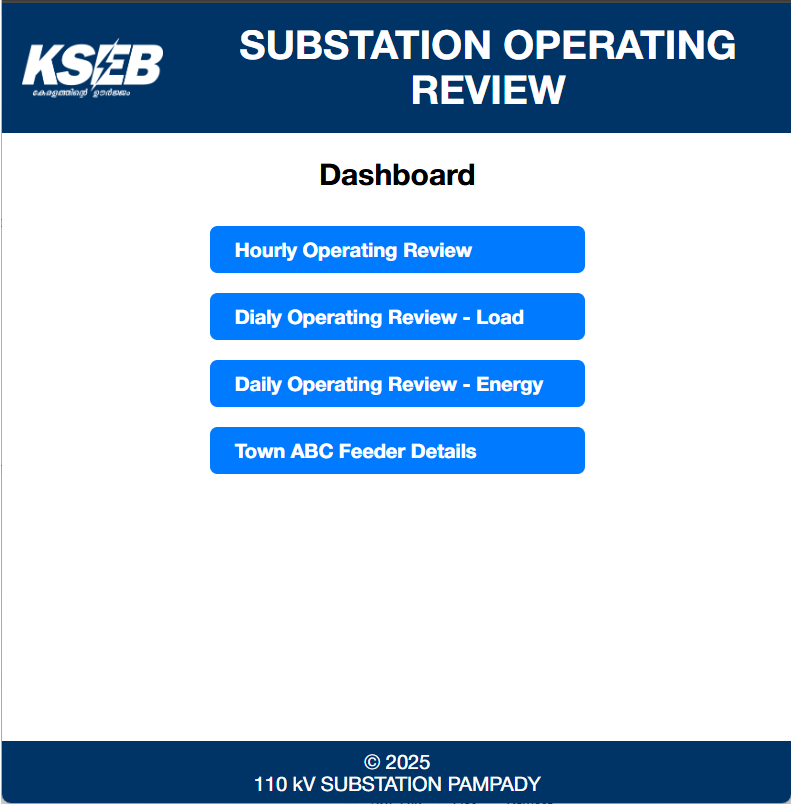 KSEB
കേരളത്തിന്റെ ഊർജ്ജം
SUBSTATION OPERATING
REVIEW
Dashboard
Hourly Operating Review
Dialy Operating Review - Load
Daily Operating Review - Energy
Town ABC Feeder Details
© 2025
110 kV SUBSTATION PAMPADY